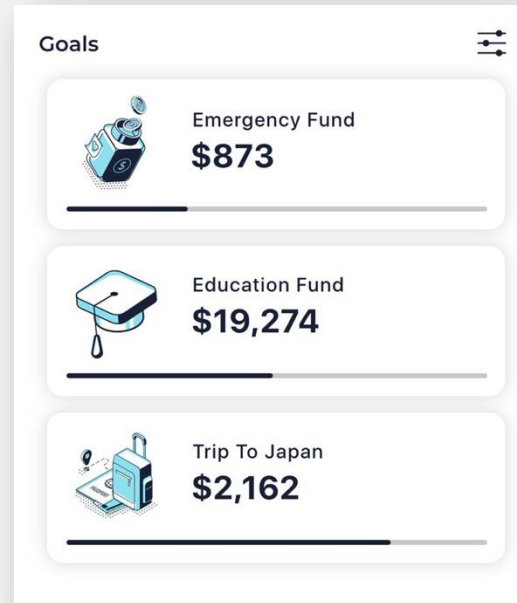 Goals
Emergency Fund
$873
Education Fund
$19,274
Trip To Japan
$2,162